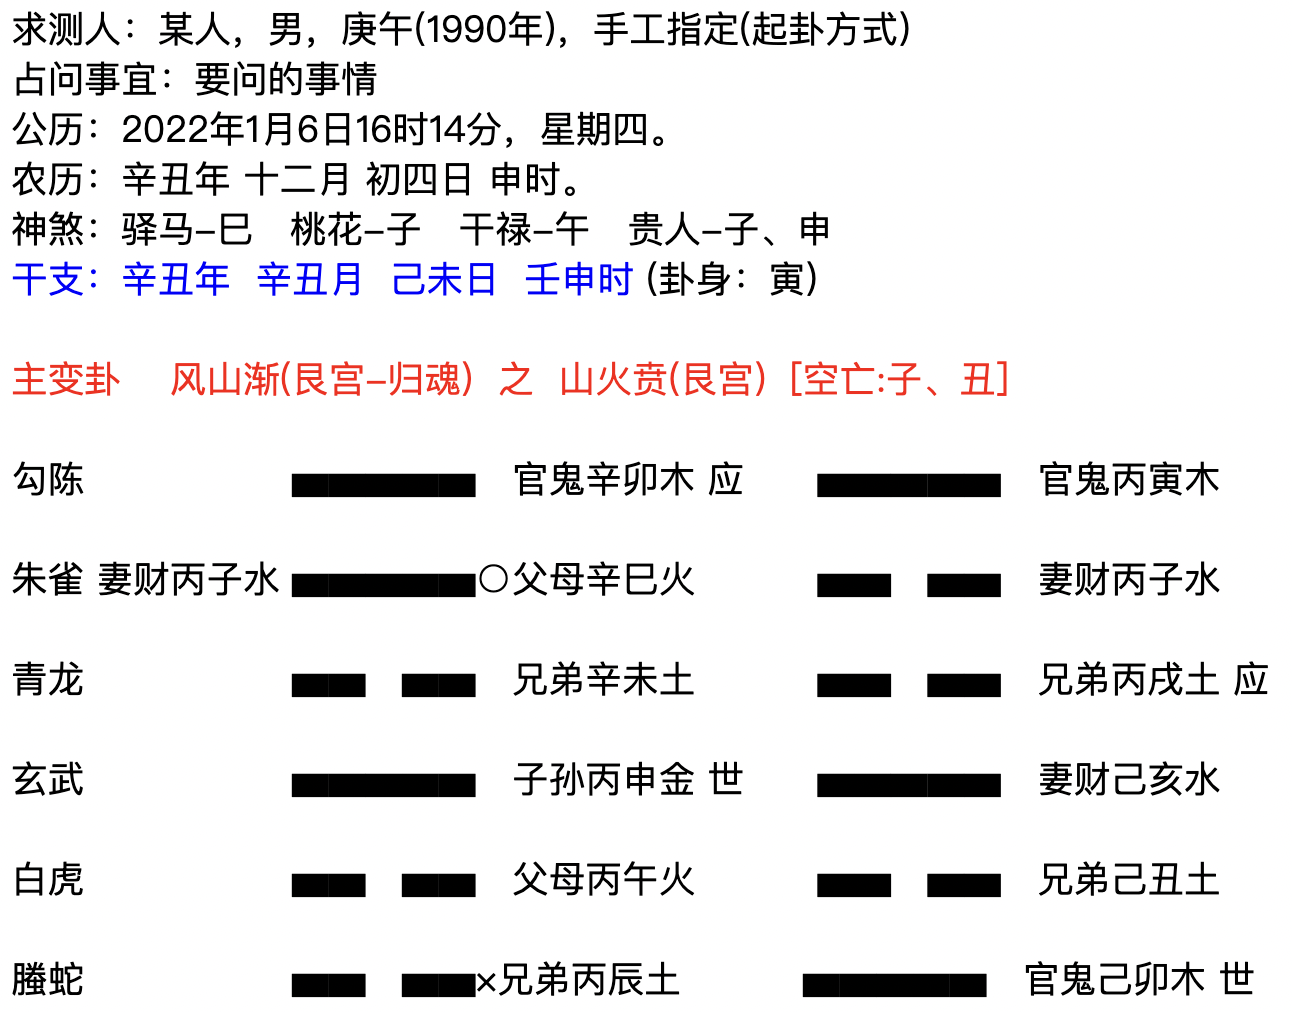 求测人：某人，男，庚午(1990年)，手工指定(起卦方式)
占问事宜：要问的事情
公历：2022年1月6日16时14分，星期四。
农历：辛丑年 十二月 初四日 申时。
神煞：驿马–巳　桃花–子　干禄–午　贵人–子、申
干支：辛丑年 辛丑月 己未日 壬申时 (卦身：寅)
主变卦　风山渐(艮宫–归魂) 之 山火贲(艮宫) [空亡:子、丑]
勾陈　官鬼辛卯木 应　官鬼丙寅木
朱雀 妻财丙子水 ○父母辛巳火　妻财丙子水
青龙　兄弟辛未土　兄弟丙戌土 应
玄武　子孙丙申金 世　妻财己亥水
白虎　父母丙午火　兄弟己丑土
螣蛇　×兄弟丙辰土　官鬼己卯木 世